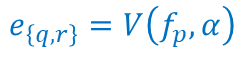 e_{q,r} = V(f_p, α)